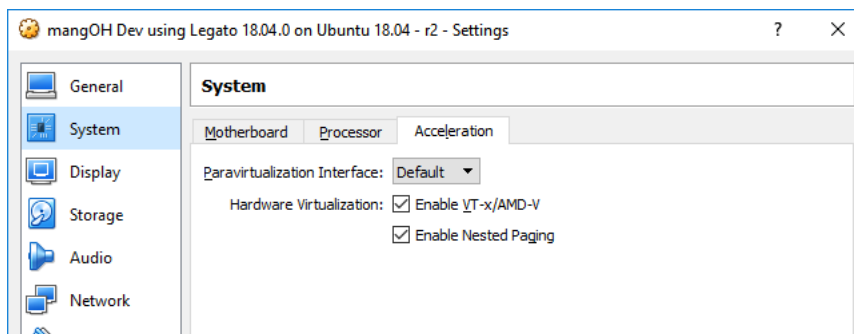 mangOH Dev using Legato 18.04.0 on Ubuntu 18.04 - r2 - Settings ? ✕
General
System
Display
Storage
Audio
Network
System
Motherboard Processor Acceleration
Paravirtualization Interface: Default
Hardware Virtualization: Enable VT-x/AMD-V
Enable Nested Paging